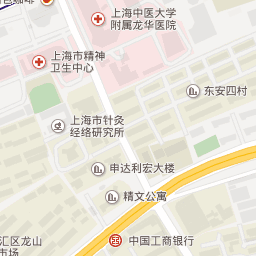 上海中医大学
附属龙华医院
上海市精神
卫生中心
东安四村
上海市针灸
经络研究所
申达利宏大楼
精文公寓
汇区龙山
市场
中国工商银行